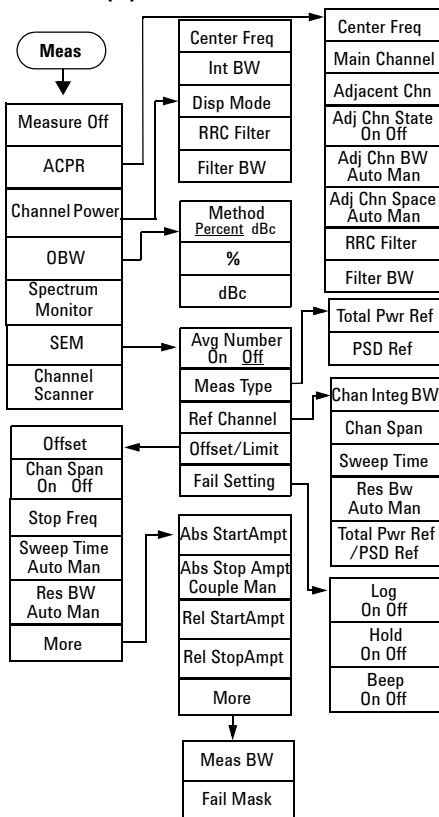 Meas
Measure Off
ACPR
Channel Power
OBW
Spectrum
Monitor
SEM
Channel
Scanner
Center Freq
Int BW
Disp Mode
RRC Filter
Filter BW
Center Freq
Main Channel
Adjacent Chn
Adj Chn State
On Off
Adj Chn BW
Auto Man
Adj Chn Space
Auto Man
RRC Filter
Filter BW
Method
Percent dBc
%
dBc
Avg Number
On Off
Meas Type
Ref Channel
Offset/Limit
Fail Setting
Total Pwr Ref
PSD Ref
Chan Integ BW
Chan Span
Sweep Time
Res Bw
Auto Man
Total Pwr Ref
/PSD Ref
Offset
Chan Span
On Off
Stop Freq
Sweep Time
Auto Man
Res BW
Auto Man
More
Abs StartAmpt
Abs Stop Ampt
Couple Man
Rel StartAmpt
Rel StopAmpt
More
Log
On Off
Hold
On Off
Beep
On Off
Meas BW
Fail Mask